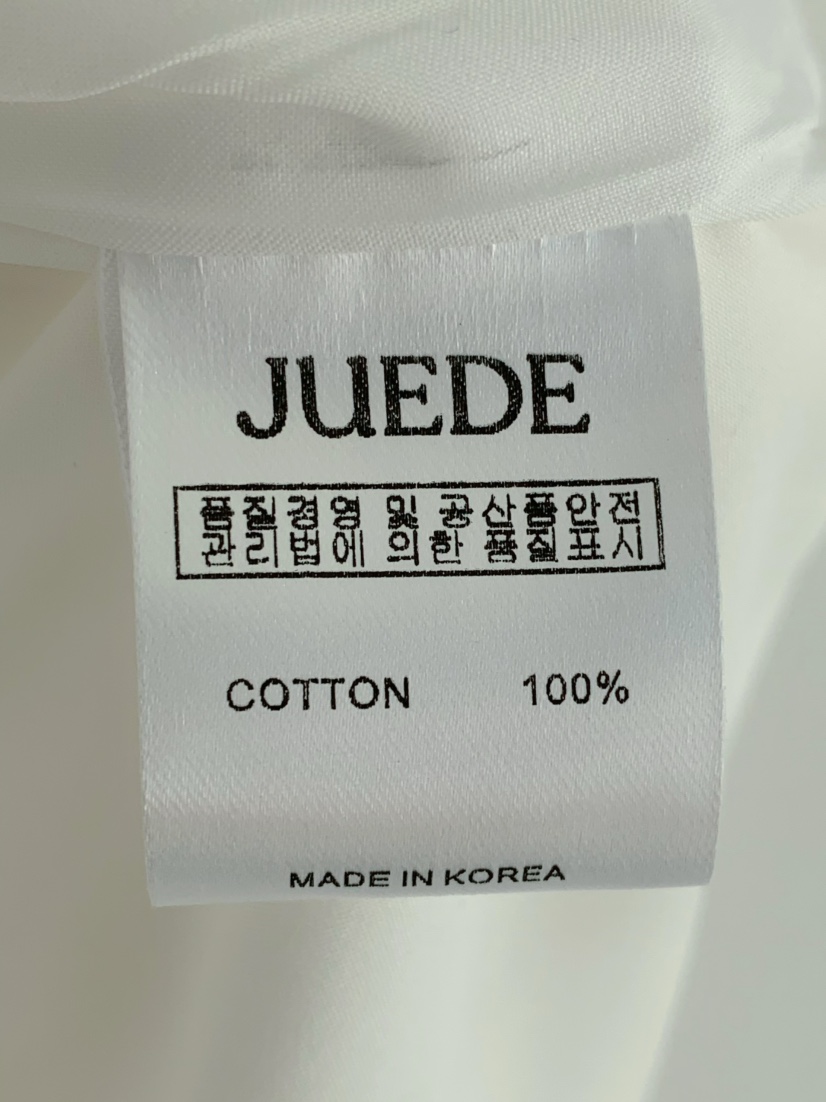 JUEDE
품질경영 및 공산품안전
관리법에 의한 품질표시
COTTON 100%
MADE IN KOREA